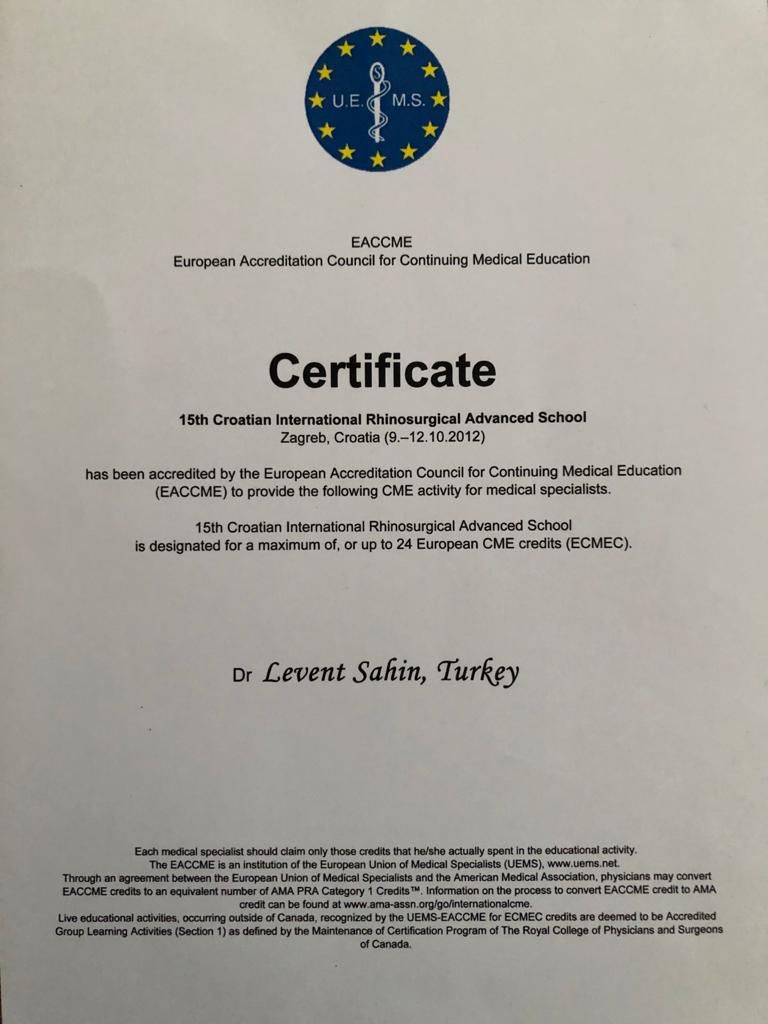 U.E. M.S.
EACCME
European Accreditation Council for Continuing Medical Education
Certificate
15th Croatian International Rhinosurgical Advanced School
Zagreb, Croatia (9.–12.10.2012)
has been accredited by the European Accreditation Council for Continuing Medical Education
(EACCME) to provide the following CME activity for medical specialists.
15th Croatian International Rhinosurgical Advanced School
is designated for a maximum of, or up to 24 European CME credits (ECMEC).
Dr Levent Sahin, Turkey
Each medical specialist should claim only those credits that he/she actually spent in the educational activity.
The EACCME is an institution of the European Union of Medical Specialists (UEMS), www.uems.net.
Through an agreement between the European Union of Medical Specialists and the American Medical Association, physicians may convert
EACCME credits to an equivalent number of AMA PRA Category 1 Credits™. Information on the process to convert EACCME credit to AMA
credit can be found at www.ama-assn.org/go/internationalcme.
Live educational activities, occurring outside of Canada, recognized by the UEMS-EACCME for ECMEC credits are deemed to be Accredited
Group Learning Activities (Section 1) as defined by the Maintenance of Certification Program of The Royal College of Physicians and Surgeons
of Canada.